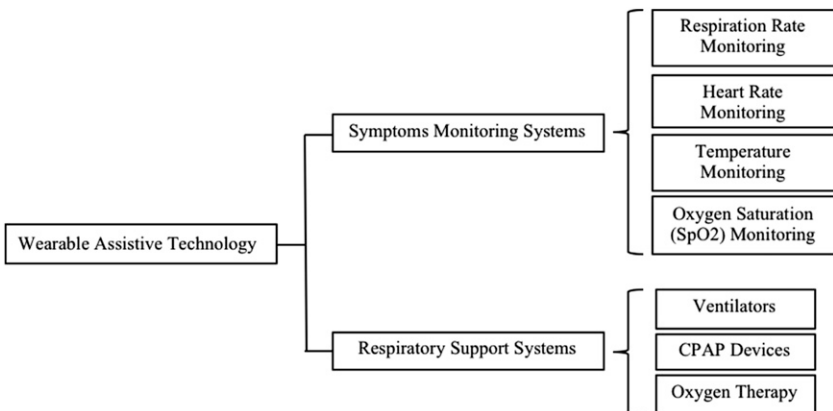 Respiration Rate
Monitoring
Heart Rate
Monitoring
Symptoms Monitoring Systems
Temperature
Monitoring
Oxygen Saturation
(SpO2) Monitoring
Wearable Assistive Technology
Ventilators
Respiratory Support Systems
CPAP Devices
Oxygen Therapy